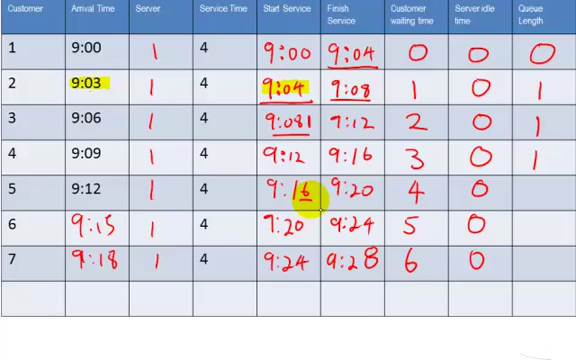 Customer Arrival Time Server Service Time Start Service Finish Service Customer waiting time Server idle time Queue Length
1 9:00 1 4 9:00 9:04 0 0 0
2 9:03 1 4 9:04 9:08 1 0 1
3 9:06 1 4 9:081 9:12 2 0 1
4 9:09 1 4 9:12 9:16 3 0 1
5 9:12 1 4 9:16 9:20 4 0
6 9:15 1 4 9:20 9:24 5 0
7 9:18 1 4 9:24 9:28 6 0